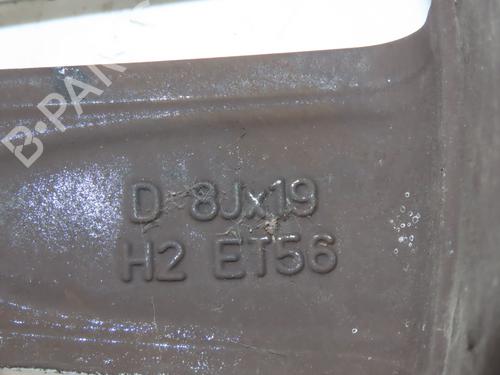 B-PARTS
D 8Jx19
H2 ET56